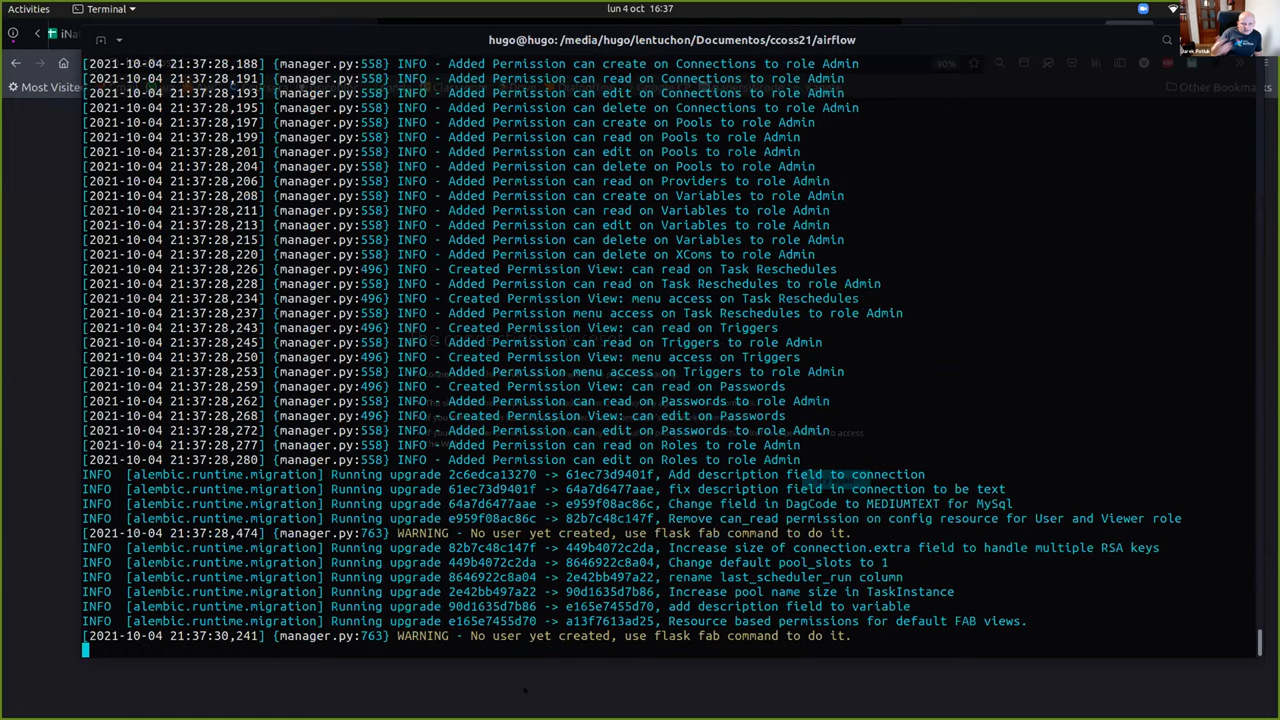 Activities
Terminal
lun 4 oct 16:37
iNa
hugo@hugo: /media/hugo/lentuchon/Documentos/ccoss21/airflow
Darek Potiuk
90%
Most Visite
Other Bookmarks
[2021-10-04 21:37:28,188] {manager.py:558} INFO - Added Permission can create on Connections to role Admin
[2021-10-04 21:37:28,191] {manager.py:558} INFO - Added Permission can read on Connections to role Admin
[2021-10-04 21:37:28,193] {manager.py:558} INFO - Added Permission can edit on Connections to role Admin
[2021-10-04 21:37:28,195] {manager.py:558} INFO - Added Permission can delete on Connections to role Admin
[2021-10-04 21:37:28,197] {manager.py:558} INFO - Added Permission can create on Pools to role Admin
[2021-10-04 21:37:28,199] {manager.py:558} INFO - Added Permission can read on Pools to role Admin
[2021-10-04 21:37:28,201] {manager.py:558} INFO - Added Permission can edit on Pools to role Admin
[2021-10-04 21:37:28,204] {manager.py:558} INFO - Added Permission can delete on Pools to role Admin
[2021-10-04 21:37:28,206] {manager.py:558} INFO - Added Permission can read on Providers to role Admin
[2021-10-04 21:37:28,208] {manager.py:558} INFO - Added Permission can create on Variables to role Admin
[2021-10-04 21:37:28,211] {manager.py:558} INFO - Added Permission can read on Variables to role Admin
[2021-10-04 21:37:28,213] {manager.py:558} INFO - Added Permission can edit on Variables to role Admin
[2021-10-04 21:37:28,215] {manager.py:558} INFO - Added Permission can delete on Variables to role Admin
[2021-10-04 21:37:28,220] {manager.py:558} INFO - Added Permission can delete on XComs to role Admin
[2021-10-04 21:37:28,226] {manager.py:496} INFO - Created Permission View: can read on Task Reschedules
[2021-10-04 21:37:28,228] {manager.py:558} INFO - Added Permission can read on Task Reschedules to role Admin
[2021-10-04 21:37:28,234] {manager.py:496} INFO - Created Permission View: menu access on Task Reschedules
[2021-10-04 21:37:28,237] {manager.py:558} INFO - Added Permission menu access on Task Reschedules to role Admin
[2021-10-04 21:37:28,243] {manager.py:496} INFO - Created Permission View: can read on Triggers
[2021-10-04 21:37:28,245] {manager.py:558} INFO - Added Permission can read on Triggers to role Admin
[2021-10-04 21:37:28,250] {manager.py:496} INFO - Created Permission View: menu access on Triggers
[2021-10-04 21:37:28,253] {manager.py:558} INFO - Added Permission menu access on Triggers to role Admin
[2021-10-04 21:37:28,259] {manager.py:496} INFO - Created Permission View: can read on Passwords
[2021-10-04 21:37:28,262] {manager.py:558} INFO - Added Permission can read on Passwords to role Admin
[2021-10-04 21:37:28,268] {manager.py:496} INFO - Created Permission View: can edit on Passwords
[2021-10-04 21:37:28,272] {manager.py:558} INFO - Added Permission can edit on Passwords to role Admin
[2021-10-04 21:37:28,277] {manager.py:558} INFO - Added Permission can read on Roles to role Admin
[2021-10-04 21:37:28,280] {manager.py:558} INFO - Added Permission can edit on Roles to role Admin
INFO [alembic.runtime.migration] Running upgrade 2c6edca13270 -> 61ec73d9401f, Add description field to connection
INFO [alembic.runtime.migration] Running upgrade 61ec73d9401f -> 64a7d6477aae, fix description field in connection to be text
INFO [alembic.runtime.migration] Running upgrade 64a7d6477aae -> e959f08ac86c, Change field in DagCode to MEDIUMTEXT for MySql
INFO [alembic.runtime.migration] Running upgrade e959f08ac86c -> 82b7c48c147f, Remove can_read permission on config resource for User and Viewer role
[2021-10-04 21:37:28,474] {manager.py:763} WARNING - No user yet created, use flask fab command to do it.
INFO [alembic.runtime.migration] Running upgrade 82b7c48c147f -> 449b4072c2da, Increase size of connection.extra field to handle multiple RSA keys
INFO [alembic.runtime.migration] Running upgrade 449b4072c2da -> 8646922c8a04, Change default pool_slots to 1
INFO [alembic.runtime.migration] Running upgrade 8646922c8a04 -> 2e42bb497a22, rename last_scheduler_run column
INFO [alembic.runtime.migration] Running upgrade 2e42bb497a22 -> 90d1635d7b86, Increase pool name size in TaskInstance
INFO [alembic.runtime.migration] Running upgrade 90d1635d7b86 -> e165e7455d70, add description field to variable
INFO [alembic.runtime.migration] Running upgrade e165e7455d70 -> a13f7613ad25, Resource based permissions for default FAB views.
[2021-10-04 21:37:30,241] {manager.py:763} WARNING - No user yet created, use flask fab command to do it.